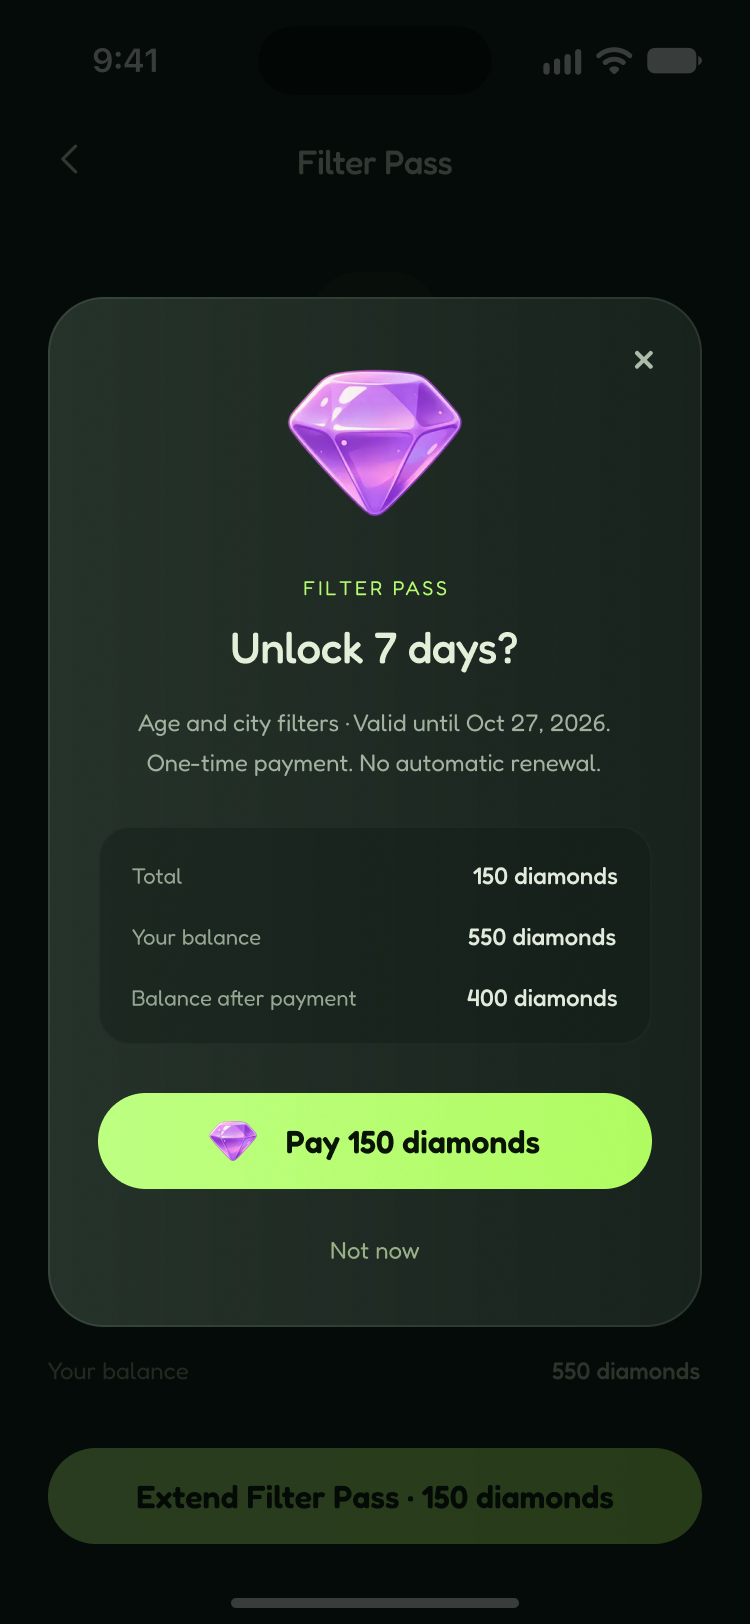 9:41
Filter Pass
FILTER PASS
Unlock 7 days?
Age and city filters · Valid until Oct 27, 2026.
One-time payment. No automatic renewal.
Total 150 diamonds
Your balance 550 diamonds
Balance after payment 400 diamonds
Pay 150 diamonds
Not now
Your balance 550 diamonds
Extend Filter Pass · 150 diamonds